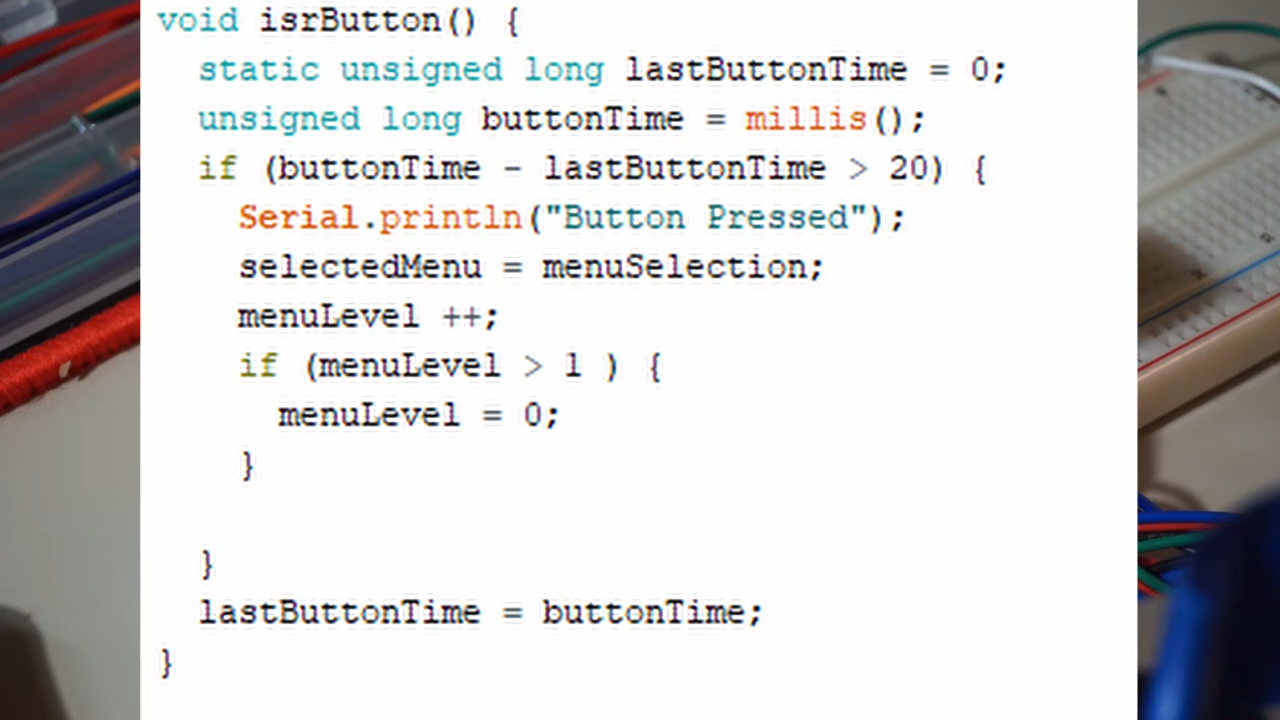 void isrButton() {
  static unsigned long lastButtonTime = 0;
  unsigned long buttonTime = millis();
  if (buttonTime - lastButtonTime > 20) {
    Serial.println("Button Pressed");
    selectedMenu = menuSelection;
    menuLevel ++;
    if (menuLevel > 1 ) {
      menuLevel = 0;
    }
  }
  lastButtonTime = buttonTime;
}